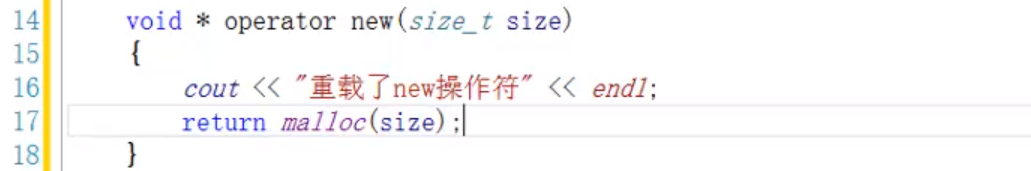 14 void * operator new(size_t size)
15 {
16 cout << "重载了new操作符" << endl;
17 return malloc(size);
18 }